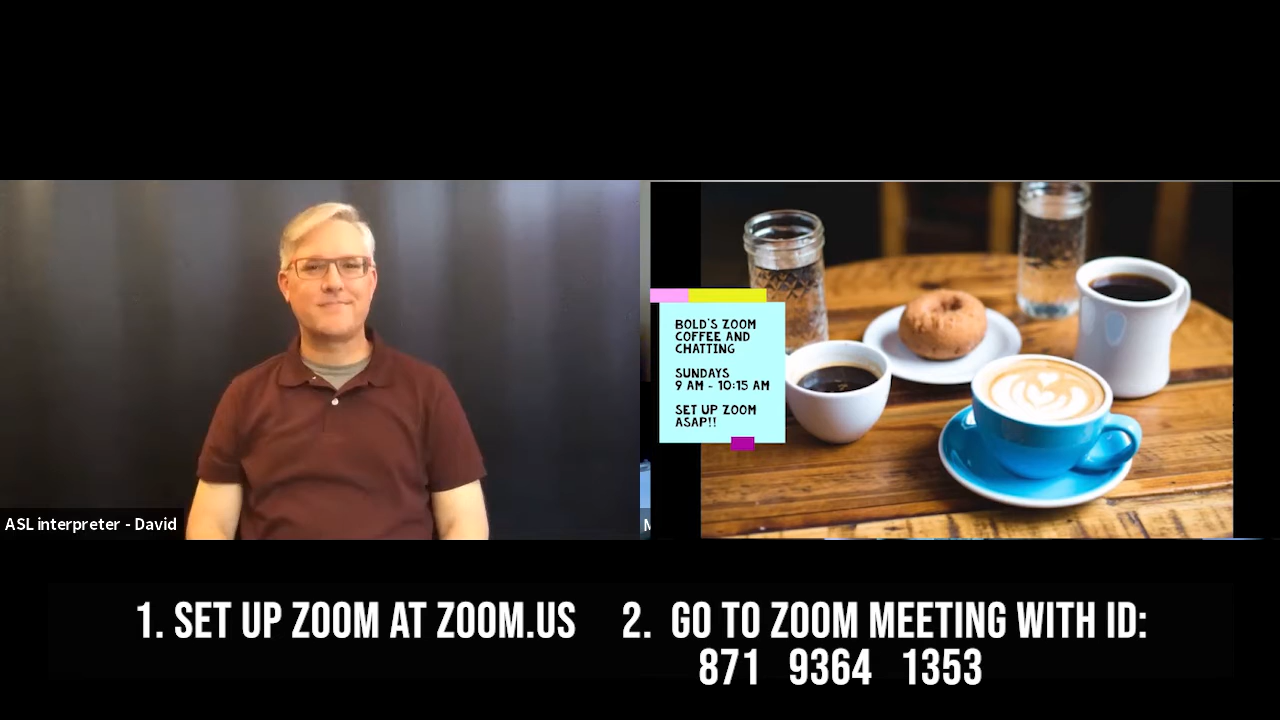 BOLD'S ZOOM
COFFEE AND
CHATTING
SUNDAYS
9 AM - 10:15 AM
SET UP ZOOM
ASAP!!
ASL interpreter - David
M
1. SET UP ZOOM AT ZOOM.US 2. GO TO ZOOM MEETING WITH ID:
871 9364 1353